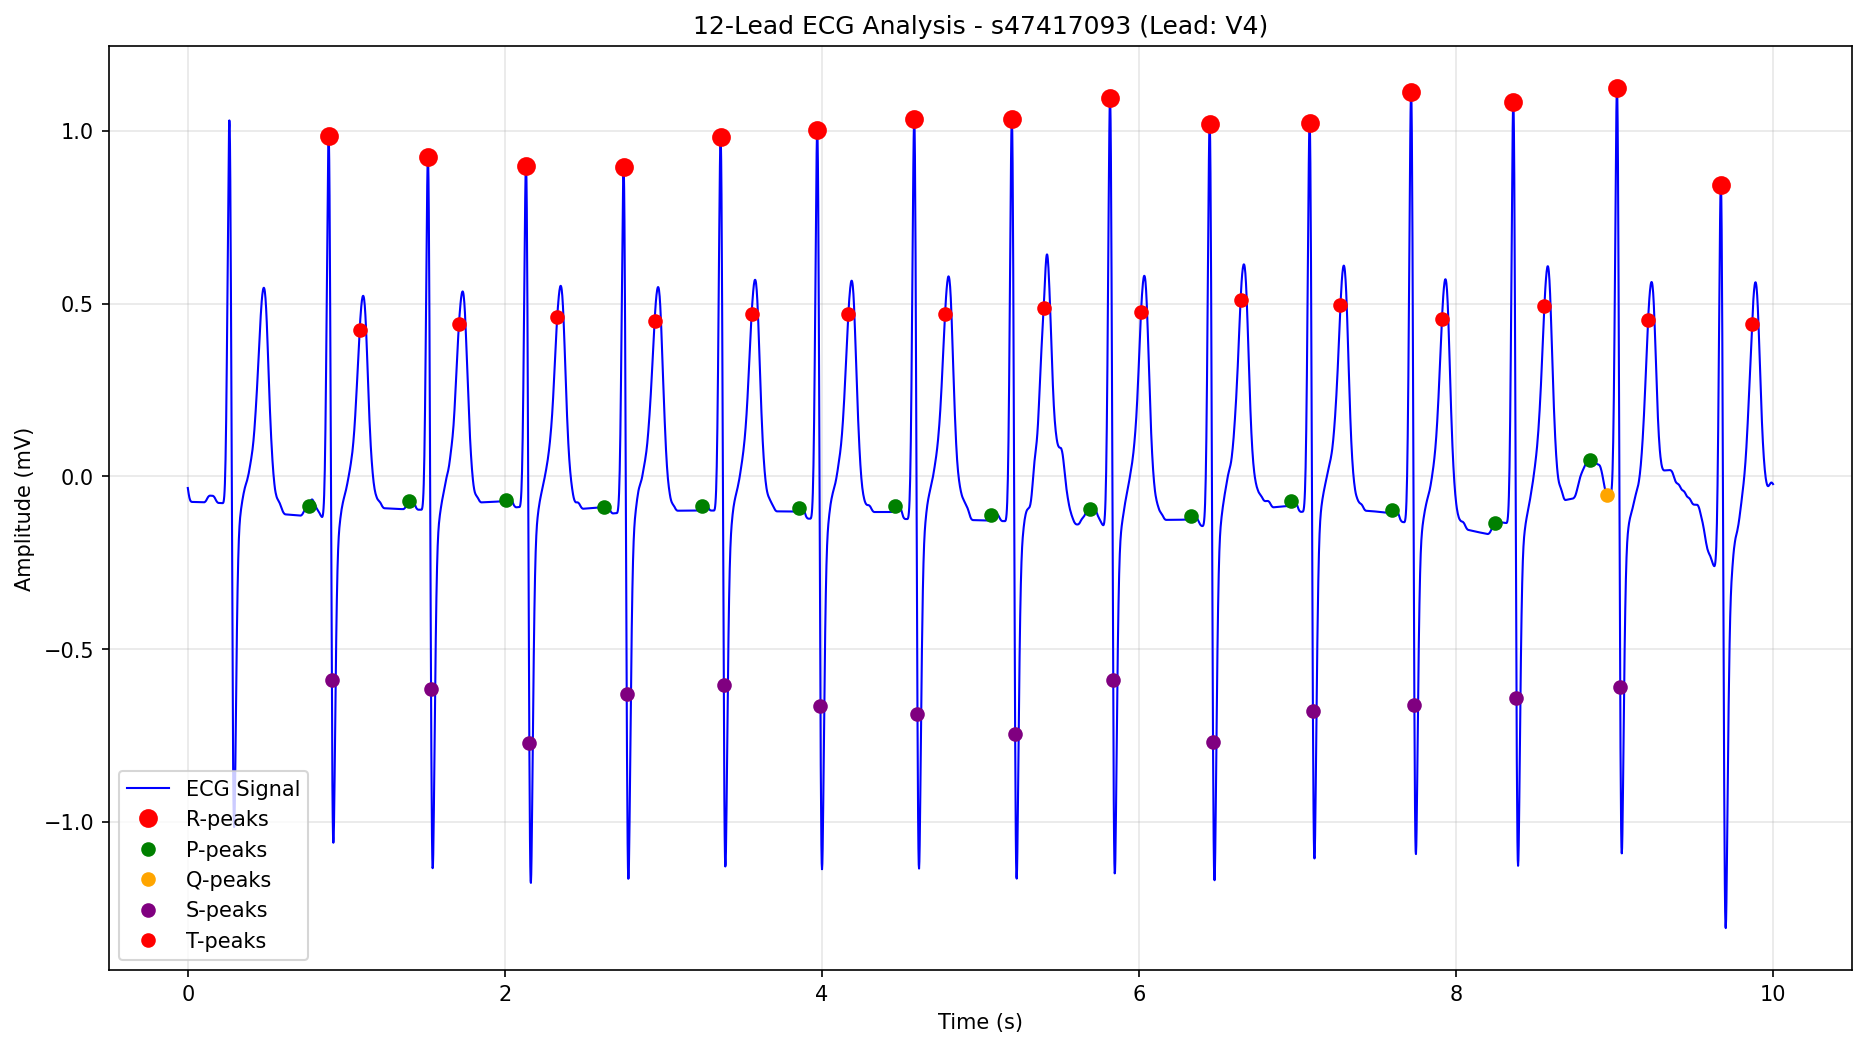 12-Lead ECG Analysis - s47417093 (Lead: V4)
Amplitude (mV)
1.0
0.5
0.0
−0.5
−1.0
ECG Signal
R-peaks
P-peaks
Q-peaks
S-peaks
T-peaks
0 2 4 6 8 10
Time (s)